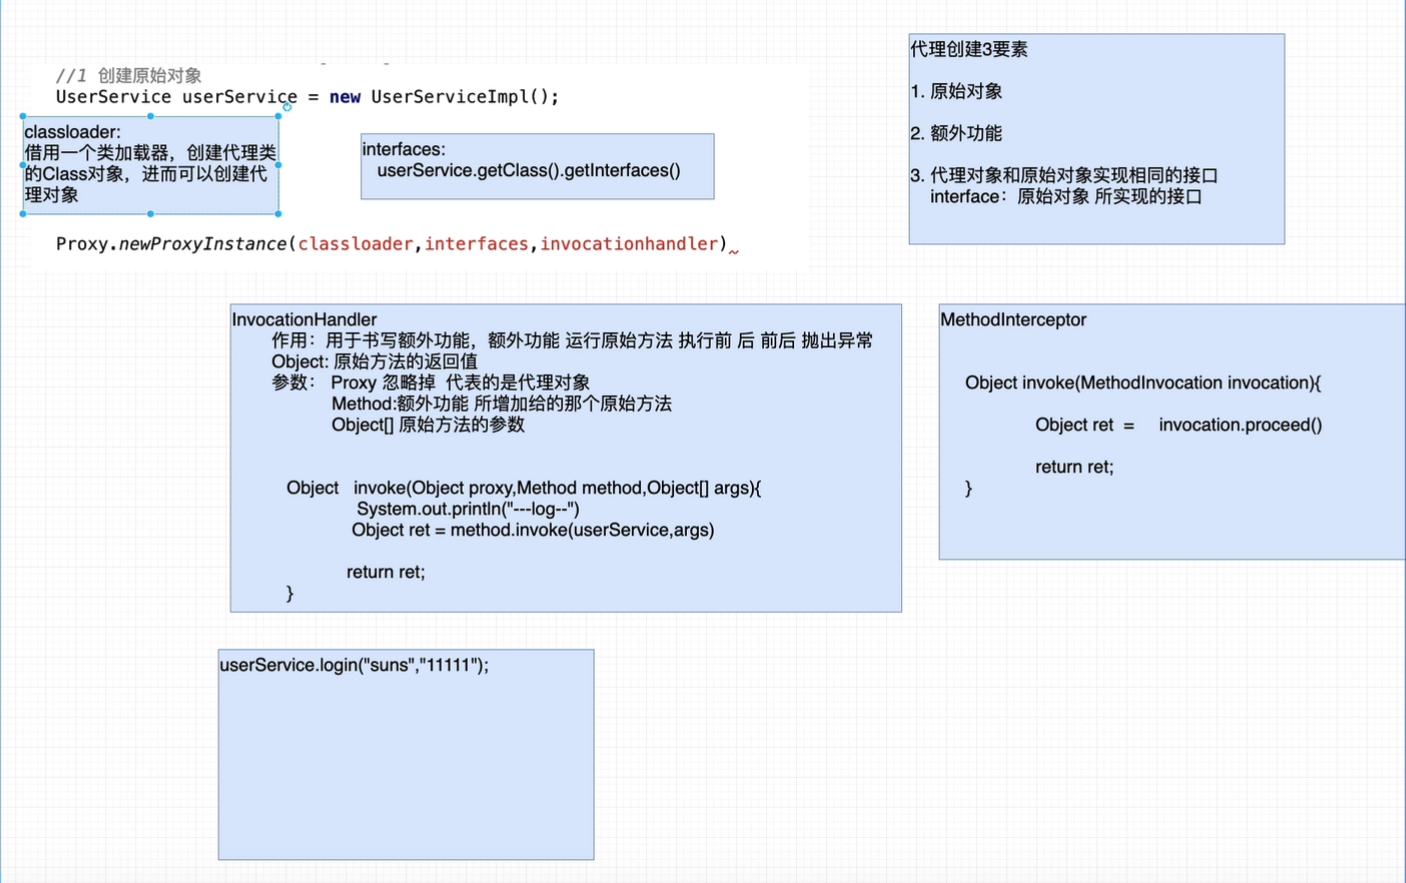 //1 创建原始对象
UserService userService = new UserServiceImpl();
classloader:
借用一个类加载器，创建代理类
的Class对象，进而可以创建代
理对象
interfaces:
userService.getClass().getInterfaces()
Proxy.newProxyInstance(classloader,interfaces,invocationhandler)
代理创建3要素
1. 原始对象
2. 额外功能
3. 代理对象和原始对象实现相同的接口
interface：原始对象 所实现的接口
InvocationHandler
作用：用于书写额外功能，额外功能 运行原始方法 执行前 后 前后 抛出异常
Object: 原始方法的返回值
参数： Proxy 忽略掉 代表的是代理对象
Method:额外功能 所增加给的那个原始方法
Object[] 原始方法的参数
Object invoke(Object proxy,Method method,Object[] args){
System.out.println("---log--")
Object ret = method.invoke(userService,args)
return ret;
}
MethodInterceptor
Object invoke(MethodInvocation invocation){
Object ret = invocation.proceed()
return ret;
}
userService.login("suns","11111");